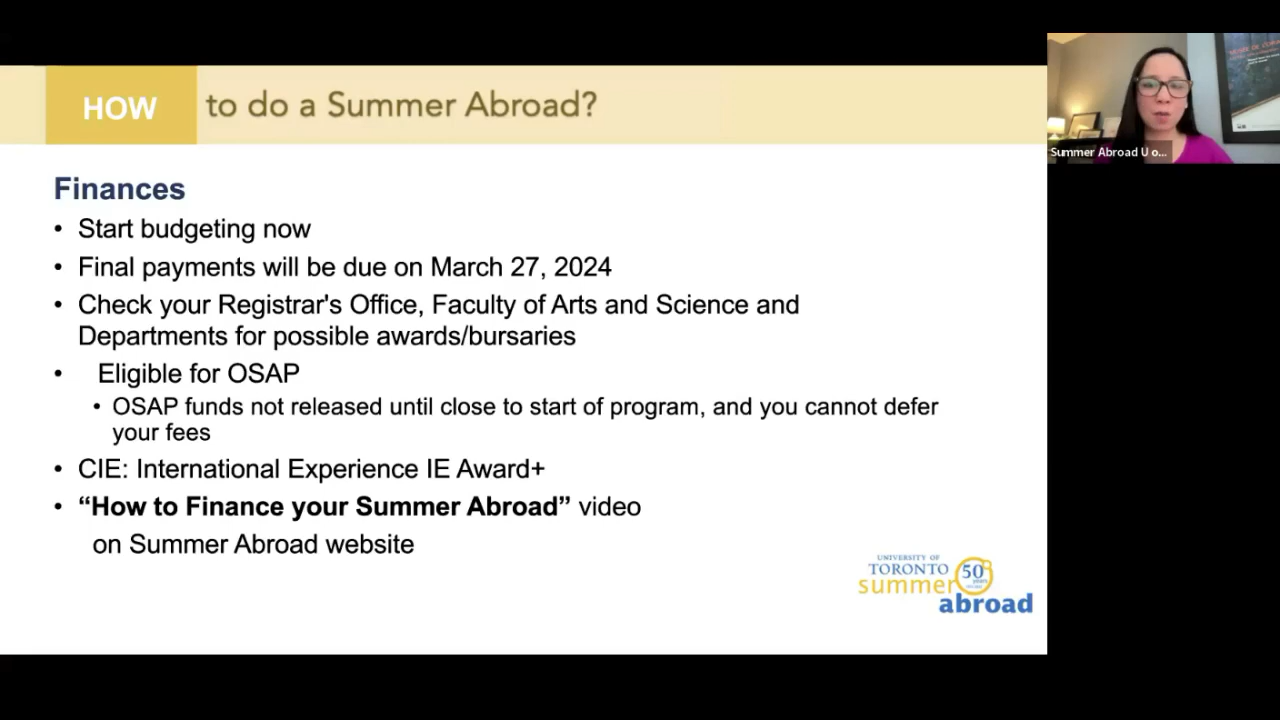 HOW to do a Summer Abroad?
Summer Abroad U o...
Finances
• Start budgeting now
• Final payments will be due on March 27, 2024
• Check your Registrar's Office, Faculty of Arts and Science and
Departments for possible awards/bursaries
• Eligible for OSAP
• OSAP funds not released until close to start of program, and you cannot defer
your fees
• CIE: International Experience IE Award+
• “How to Finance your Summer Abroad” video
on Summer Abroad website
UNIVERSITY OF
TORONTO
summer
abroad
50
years